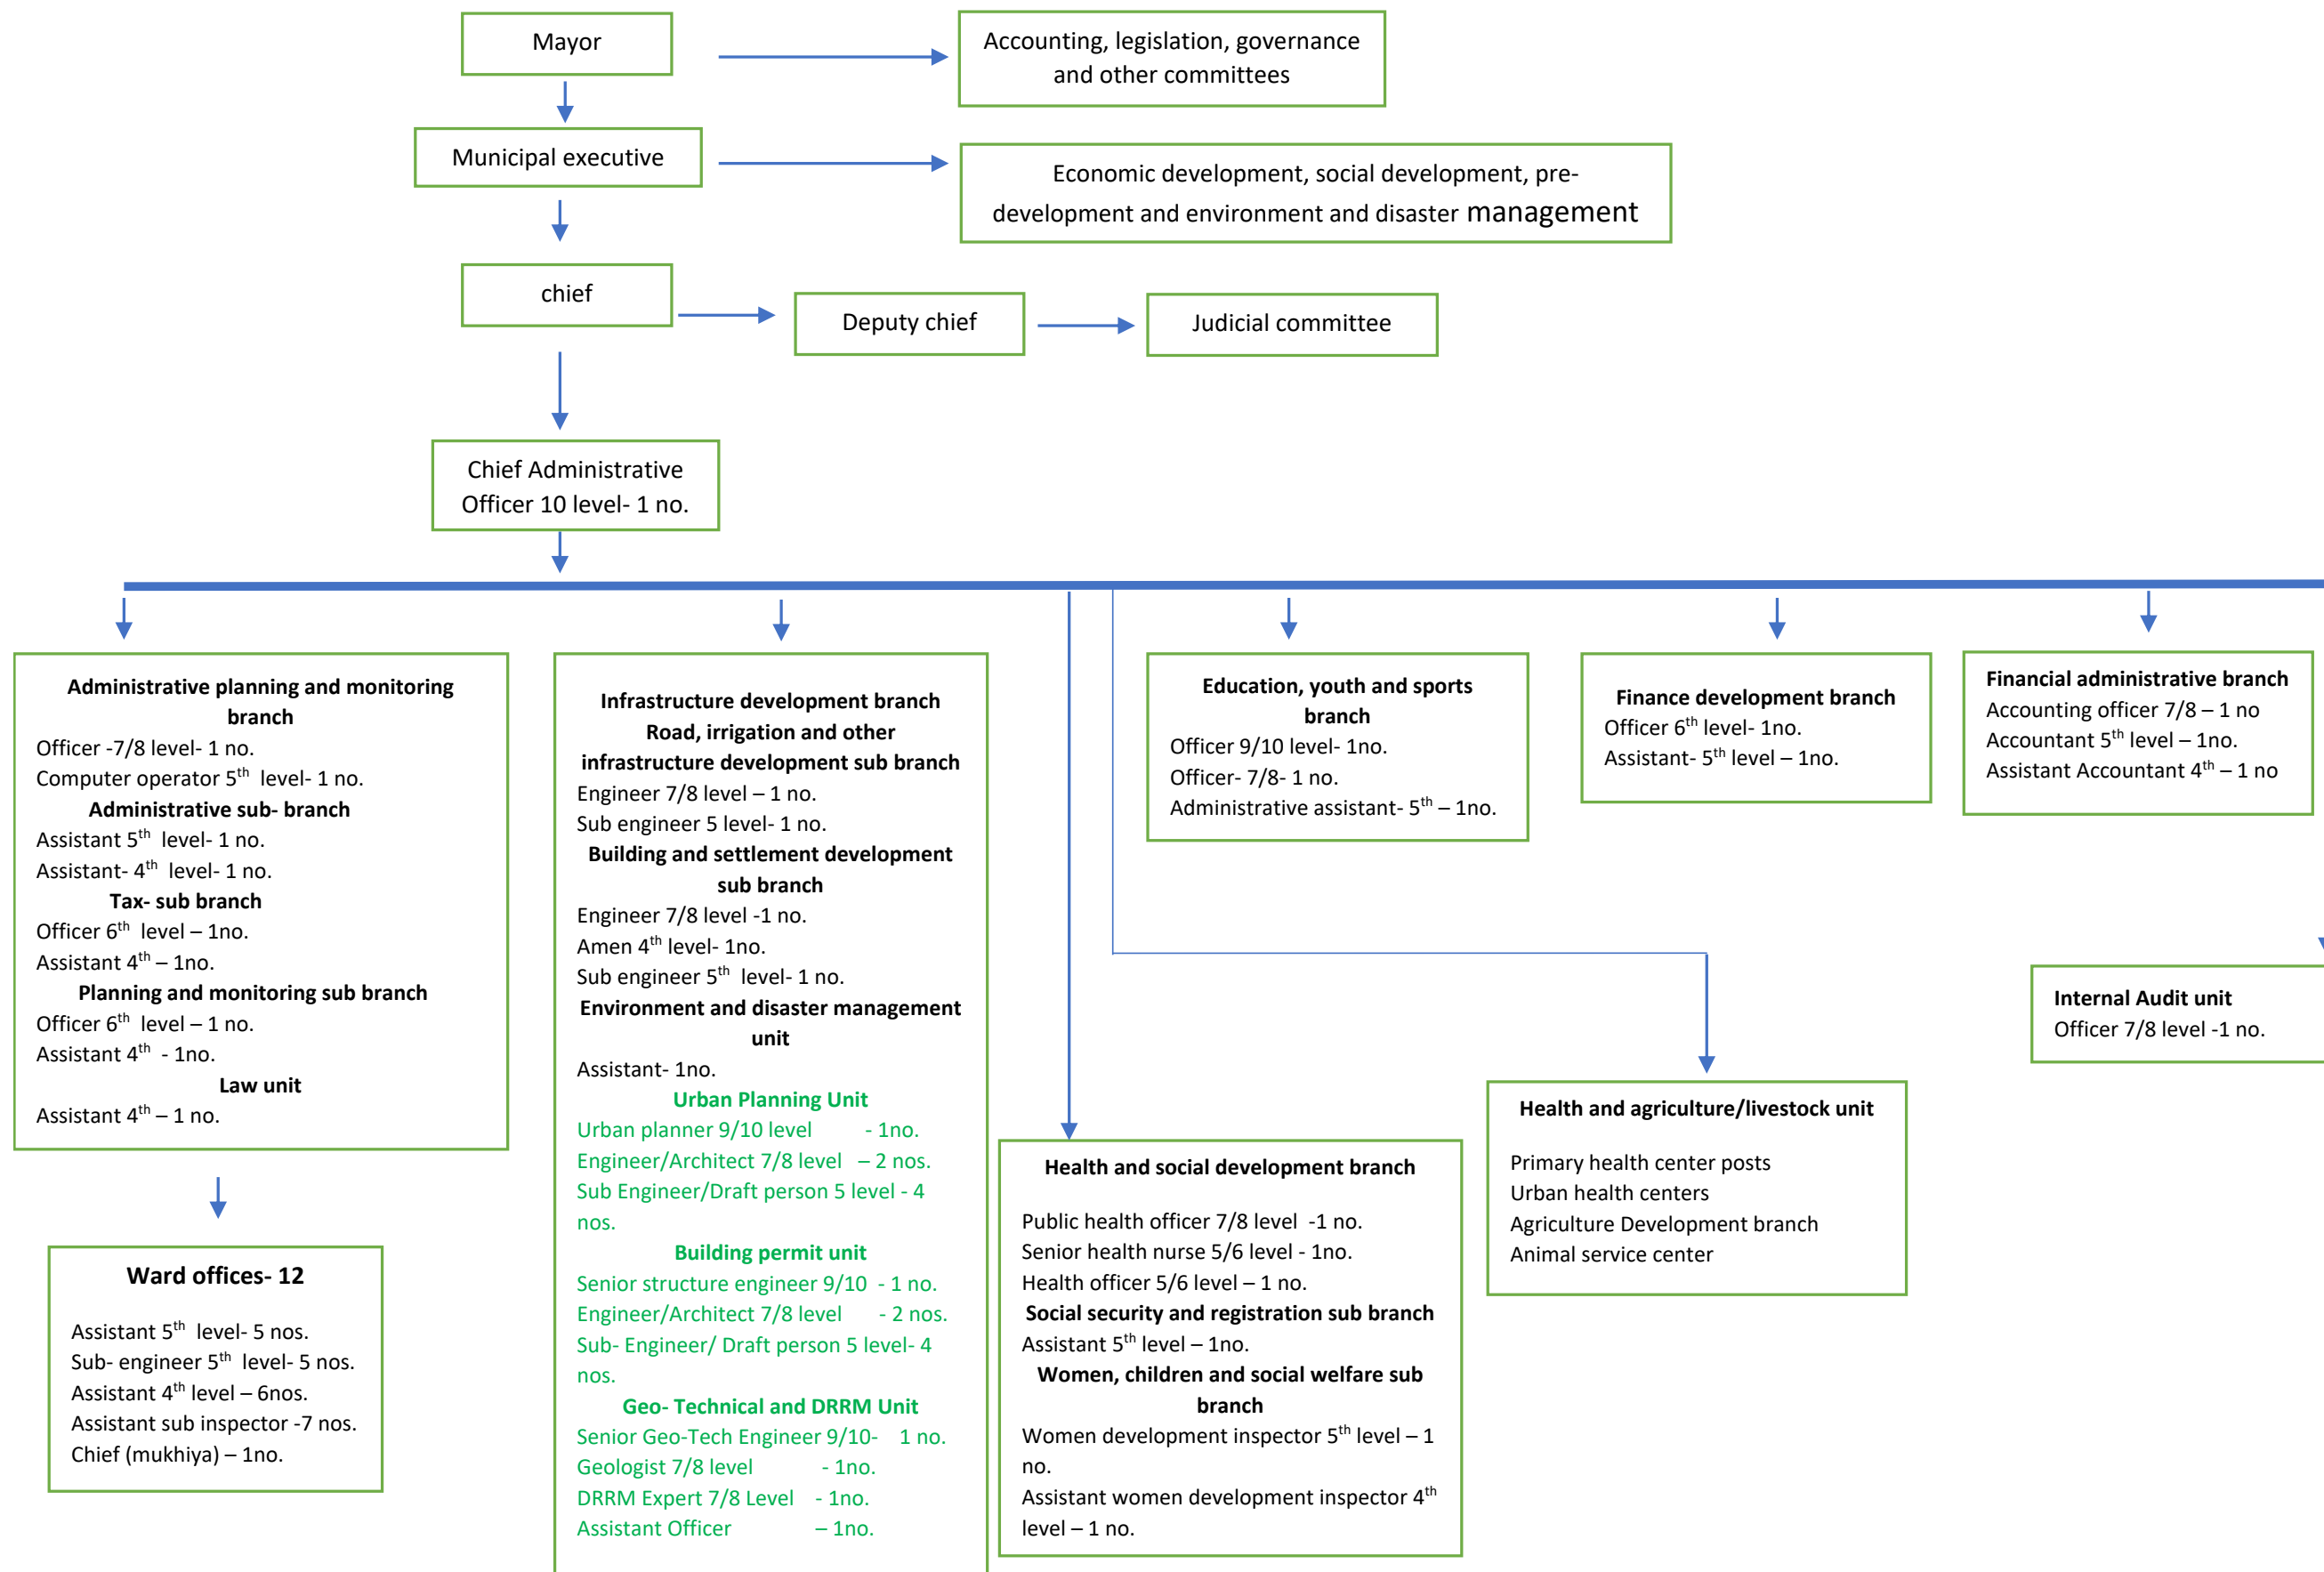 Mayor
Accounting, legislation, governance
and other committees
Municipal executive
Economic development, social development, pre-
development and environment and disaster management
chief
Deputy chief
Judicial committee
Chief Administrative
Officer 10 level- 1 no.
Administrative planning and monitoring
branch
Officer -7/8 level- 1 no.
Computer operator 5th level- 1 no.
Administrative sub- branch
Assistant 5th level- 1 no.
Assistant- 4th level- 1 no.
Tax- sub branch
Officer 6th level – 1no.
Assistant 4th – 1no.
Planning and monitoring sub branch
Officer 6th level – 1 no.
Assistant 4th - 1no.
Law unit
Assistant 4th – 1 no.
Ward offices- 12
Assistant 5th level- 5 nos.
Sub- engineer 5th level- 5 nos.
Assistant 4th level – 6nos.
Assistant sub inspector -7 nos.
Chief (mukhiya) – 1no.
Infrastructure development branch
Road, irrigation and other
infrastructure development sub branch
Engineer 7/8 level – 1 no.
Sub engineer 5 level- 1 no.
Building and settlement development
sub branch
Engineer 7/8 level -1 no.
Amen 4th level- 1no.
Sub engineer 5th level- 1 no.
Environment and disaster management
unit
Assistant- 1no.
Urban Planning Unit
Urban planner 9/10 level - 1no.
Engineer/Architect 7/8 level – 2 nos.
Sub Engineer/Draft person 5 level - 4
nos.
Building permit unit
Senior structure engineer 9/10 - 1 no.
Engineer/Architect 7/8 level - 2 nos.
Sub- Engineer/ Draft person 5 level- 4
nos.
Geo- Technical and DRRM Unit
Senior Geo-Tech Engineer 9/10- 1 no.
Geologist 7/8 level - 1no.
DRRM Expert 7/8 Level - 1no.
Assistant Officer – 1no.
Health and social development branch
Public health officer 7/8 level -1 no.
Senior health nurse 5/6 level - 1no.
Health officer 5/6 level – 1 no.
Social security and registration sub branch
Assistant 5th level – 1no.
Women, children and social welfare sub
branch
Women development inspector 5th level – 1
no.
Assistant women development inspector 4th
level – 1 no.
Education, youth and sports
branch
Officer 9/10 level- 1no.
Officer- 7/8- 1 no.
Administrative assistant- 5th – 1no.
Health and agriculture/livestock unit
Primary health center posts
Urban health centers
Agriculture Development branch
Animal service center
Finance development branch
Officer 6th level- 1no.
Assistant- 5th level – 1no.
Financial administrative branch
Accounting officer 7/8 – 1 no
Accountant 5th level – 1no.
Assistant Accountant 4th – 1 no
Internal Audit unit
Officer 7/8 level -1 no.